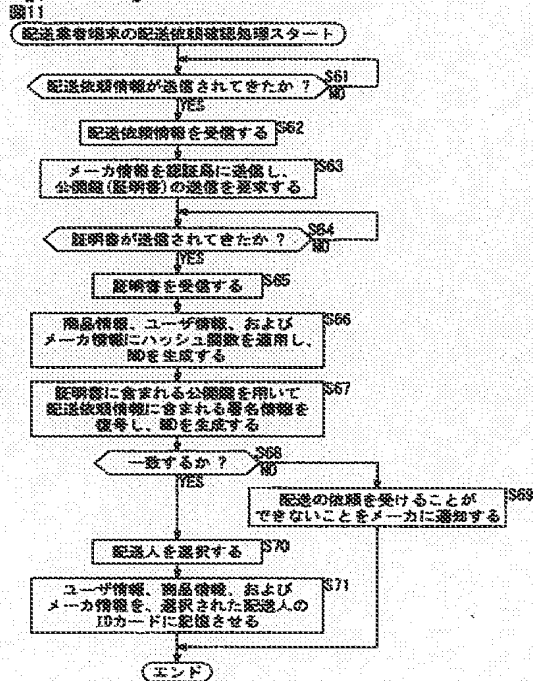 図11
配送業者端末の配送依頼確認処理スタート
配送依頼情報が送信されてきたか？
S61
NO
YES
配送依頼情報を受信する
S62
メーカ情報を認証局に送信し、
公開鍵(証明書)の送信を要求する
S63
証明書が送信されてきたか？
S64
NO
YES
証明書を受信する
S65
商品情報、ユーザ情報、および
メーカ情報にハッシュ関数を適用し、
MDを生成する
S66
証明書に含まれる公開鍵を用いて
配送依頼情報に含まれる署名情報を
復号し、MDを生成する
S67
一致するか？
S68
NO
YES
配送の依頼を受けることが
できないことをメーカに通知する
S69
配送人を選択する
S70
ユーザ情報、商品情報、および
メーカ情報を、選択された配送人の
IDカードに記憶させる
S71
エンド